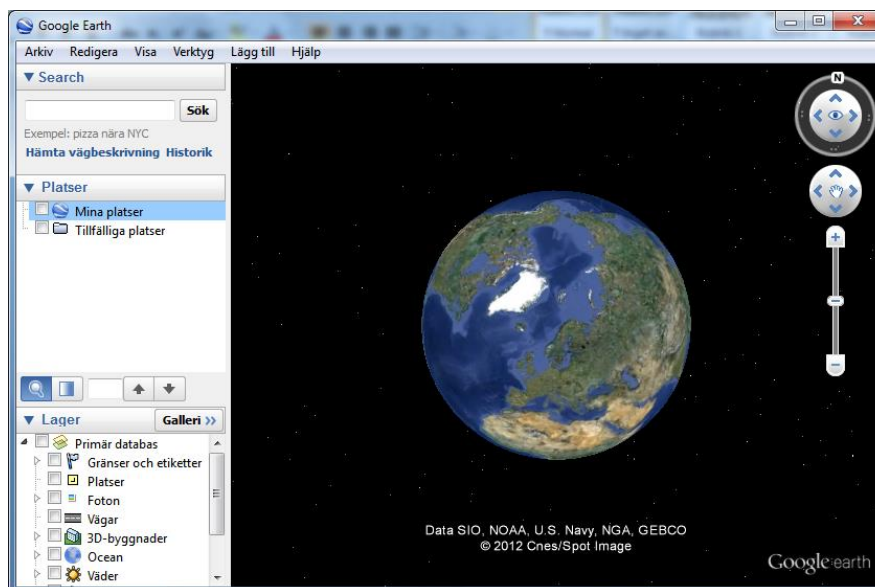 Google Earth
Arkiv Redigera Visa Verktyg Lägg till Hjälp
Search
Sök
Exempel: pizza nära NYC
Hämta vägbeskrivning Historik
Platser
Mina platser
Tillfälliga platser
Lager
Galleri >>
Primär databas
Gränser och etiketter
Platser
Foton
Vägar
3D-byggnader
Ocean
Väder
N
Data SIO, NOAA, U.S. Navy, NGA, GEBCO
© 2012 Cnes/Spot Image
Google earth